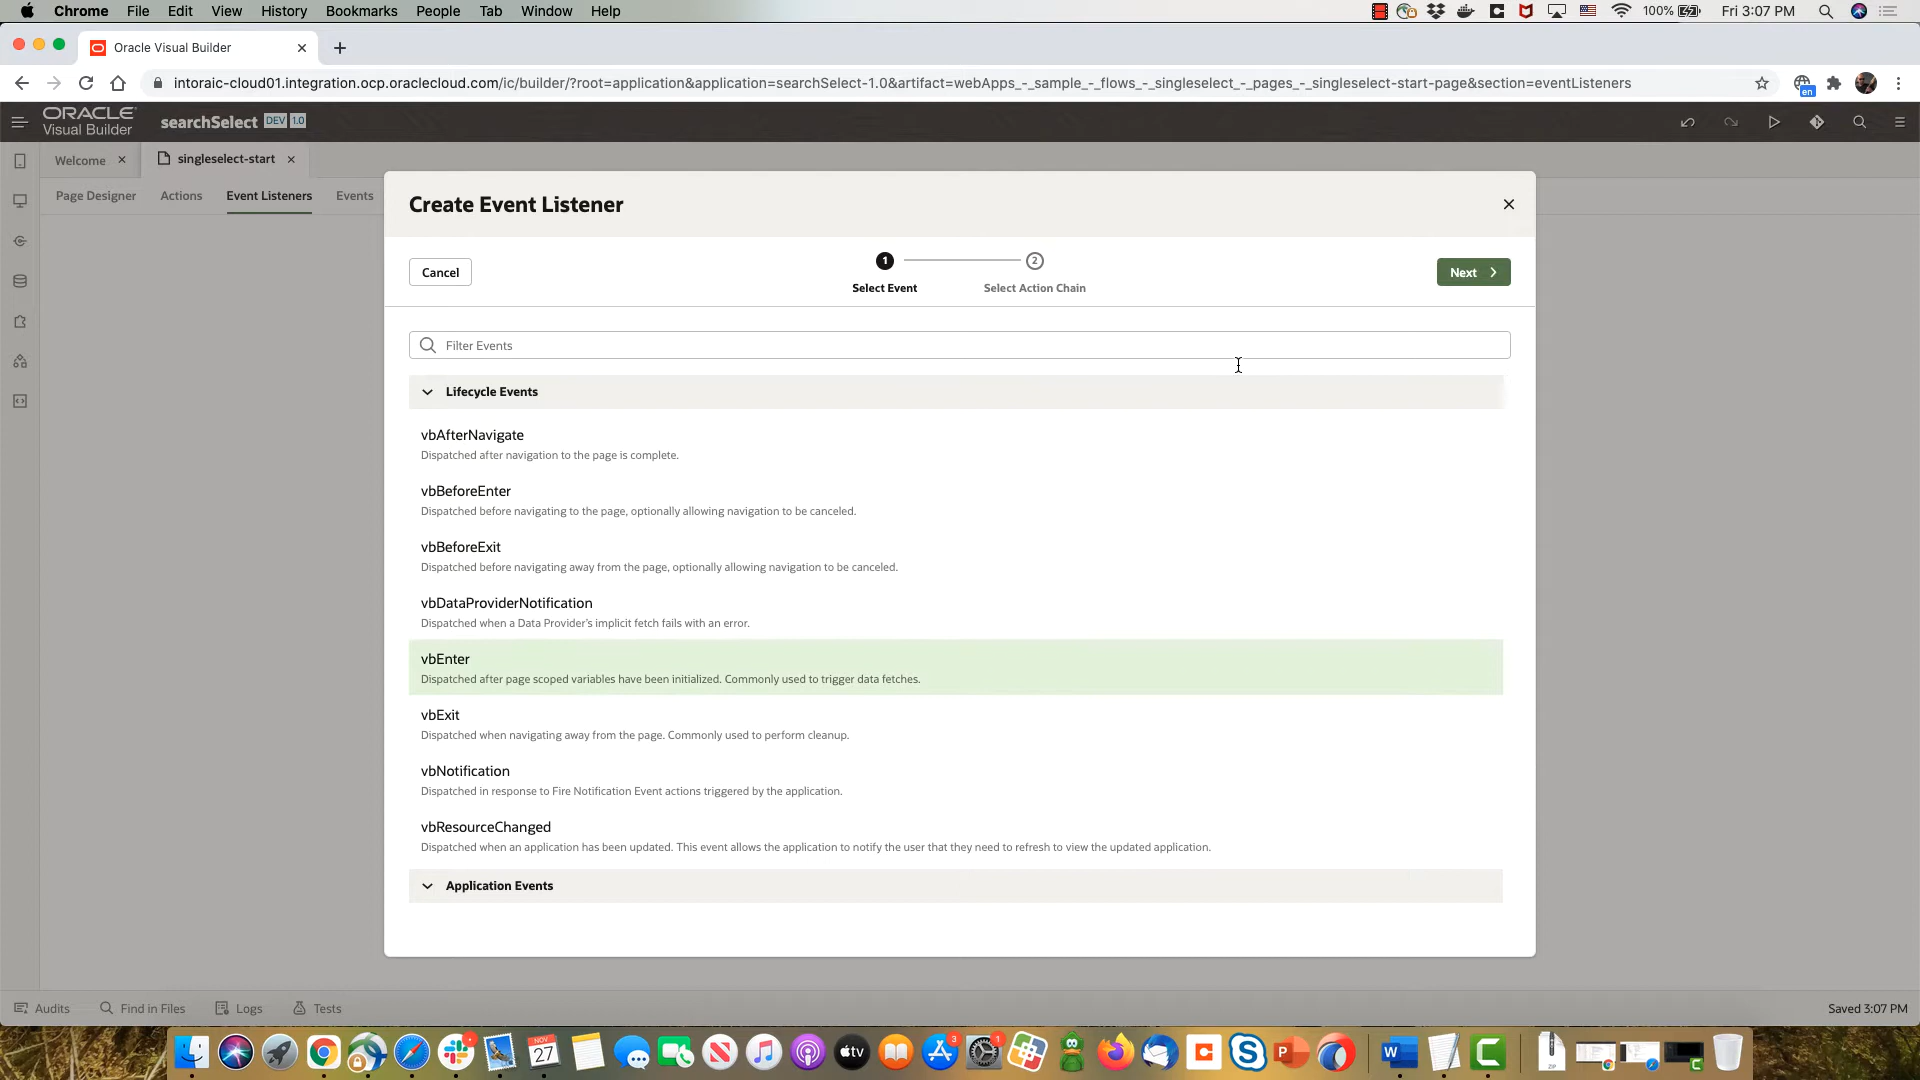 Chrome File Edit View History Bookmarks People Tab Window Help 100% Fri 3:07 PM
Oracle Visual Builder
intoraic-cloud01.integration.ocp.oraclecloud.com/ic/builder/?root=application&application=searchSelect-1.0&artifact=webApps_-_sample_-_flows_-_singleselect_-_pages_-_singleselect-start-page&section=eventListeners
en
ORACLE
Visual Builder
searchSelect DEV 1.0
Welcome singleselect-start
Page Designer Actions Event Listeners Events
Create Event Listener
Cancel
1 2
Select Event Select Action Chain
Next
Filter Events
Lifecycle Events
vbAfterNavigate
Dispatched after navigation to the page is complete.
vbBeforeEnter
Dispatched before navigating to the page, optionally allowing navigation to be canceled.
vbBeforeExit
Dispatched before navigating away from the page, optionally allowing navigation to be canceled.
vbDataProviderNotification
Dispatched when a Data Provider's implicit fetch fails with an error.
vbEnter
Dispatched after page scoped variables have been initialized. Commonly used to trigger data fetches.
vbExit
Dispatched when navigating away from the page. Commonly used to perform cleanup.
vbNotification
Dispatched in response to Fire Notification Event actions triggered by the application.
vbResourceChanged
Dispatched when an application has been updated. This event allows the application to notify the user that they need to refresh to view the updated application.
Application Events
Audits Find in Files Logs Tests Saved 3:07 PM
NOV
27
tv
3
1